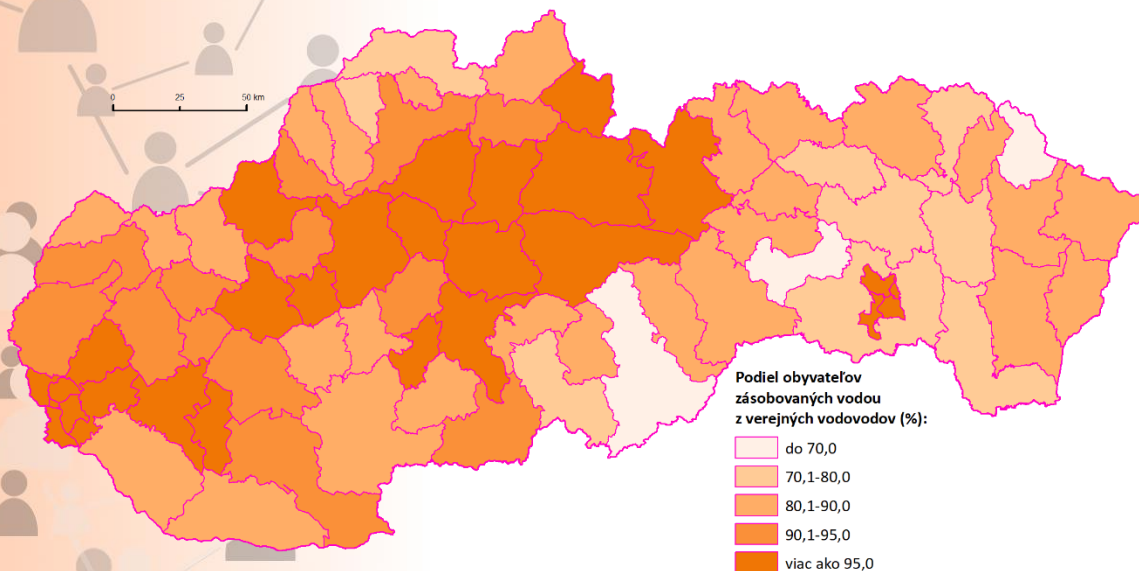 0 25 50 km
Podiel obyvateľov
zásobovaných vodou
z verejných vodovodov (%):
do 70,0
70,1-80,0
80,1-90,0
90,1-95,0
viac ako 95,0